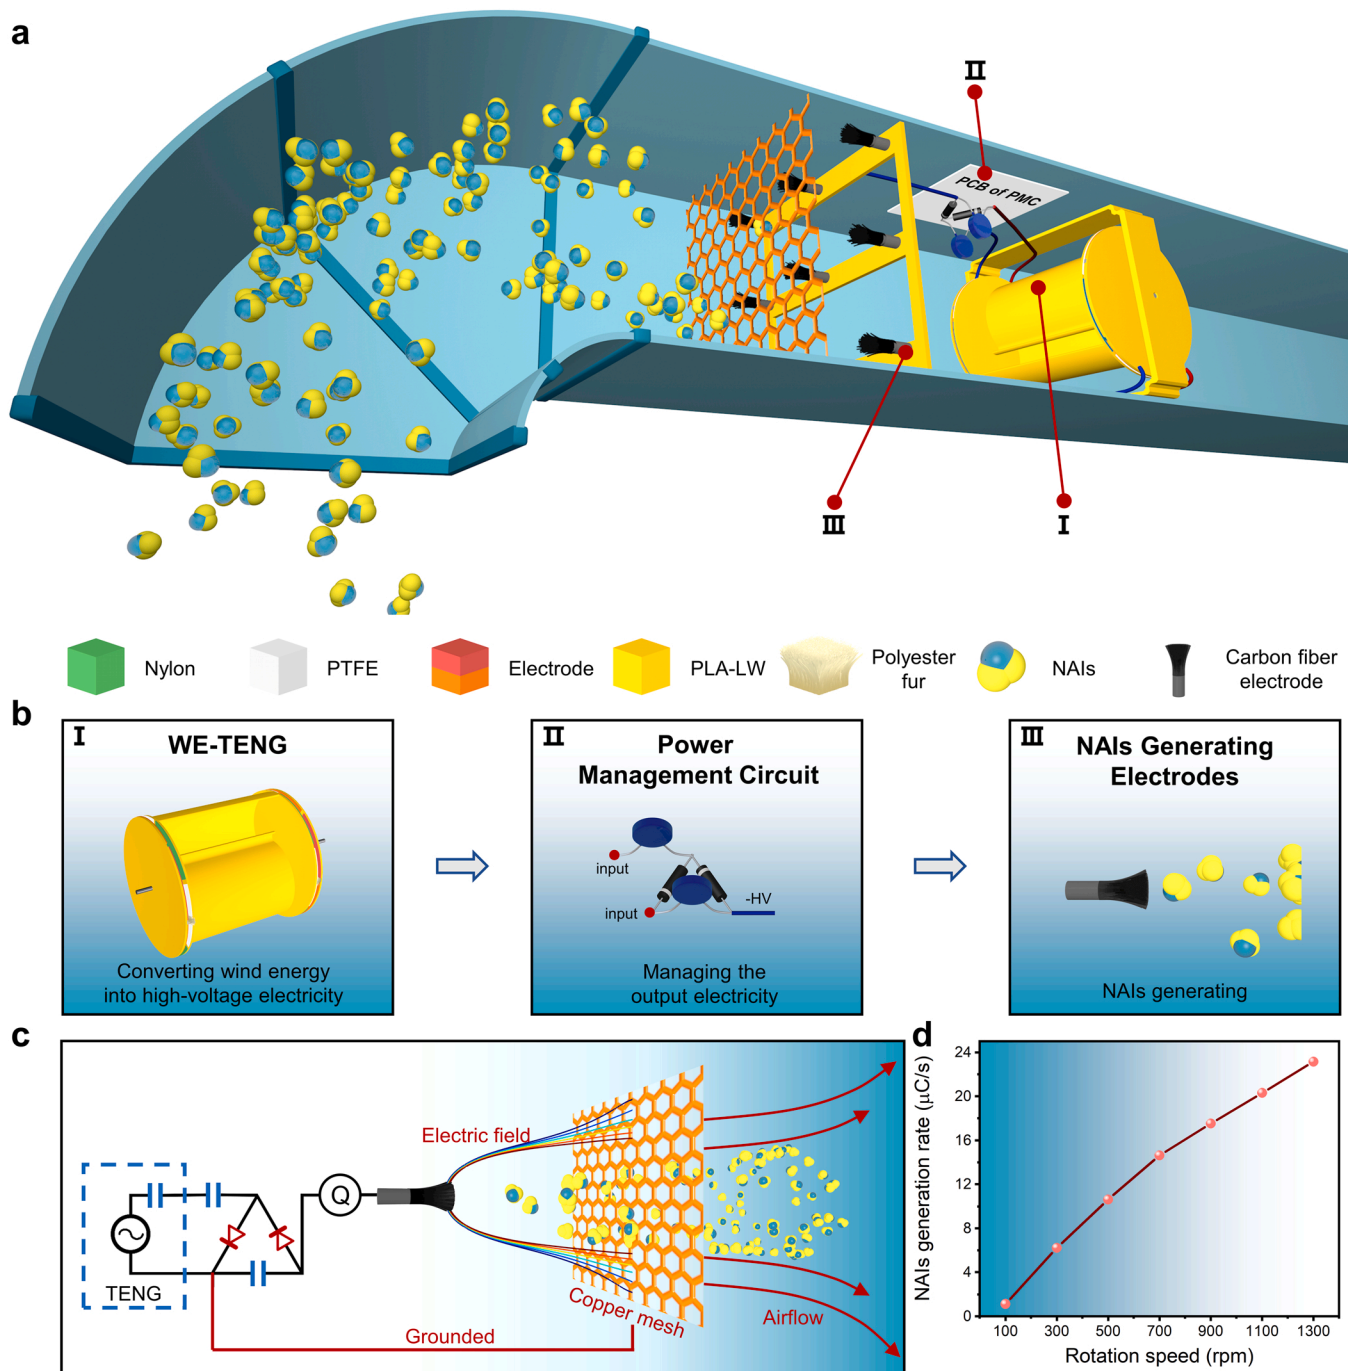 a
II
PCB of PMC
III
I
Nylon
PTFE
Electrode
PLA-LW
Polyester
fur
NAIs
Carbon fiber
electrode
b
I
WE-TENG
Converting wind energy
into high-voltage electricity
II
Power
Management Circuit
input
input
-HV
Managing the
output electricity
III
NAIs Generating
Electrodes
NAIs generating
c
Electric field
Q
TENG
Grounded
Copper mesh
Airflow
d
NAIs generation rate (μC/s)
24
20
16
12
8
4
0
100 300 500 700 900 1100 1300
Rotation speed (rpm)